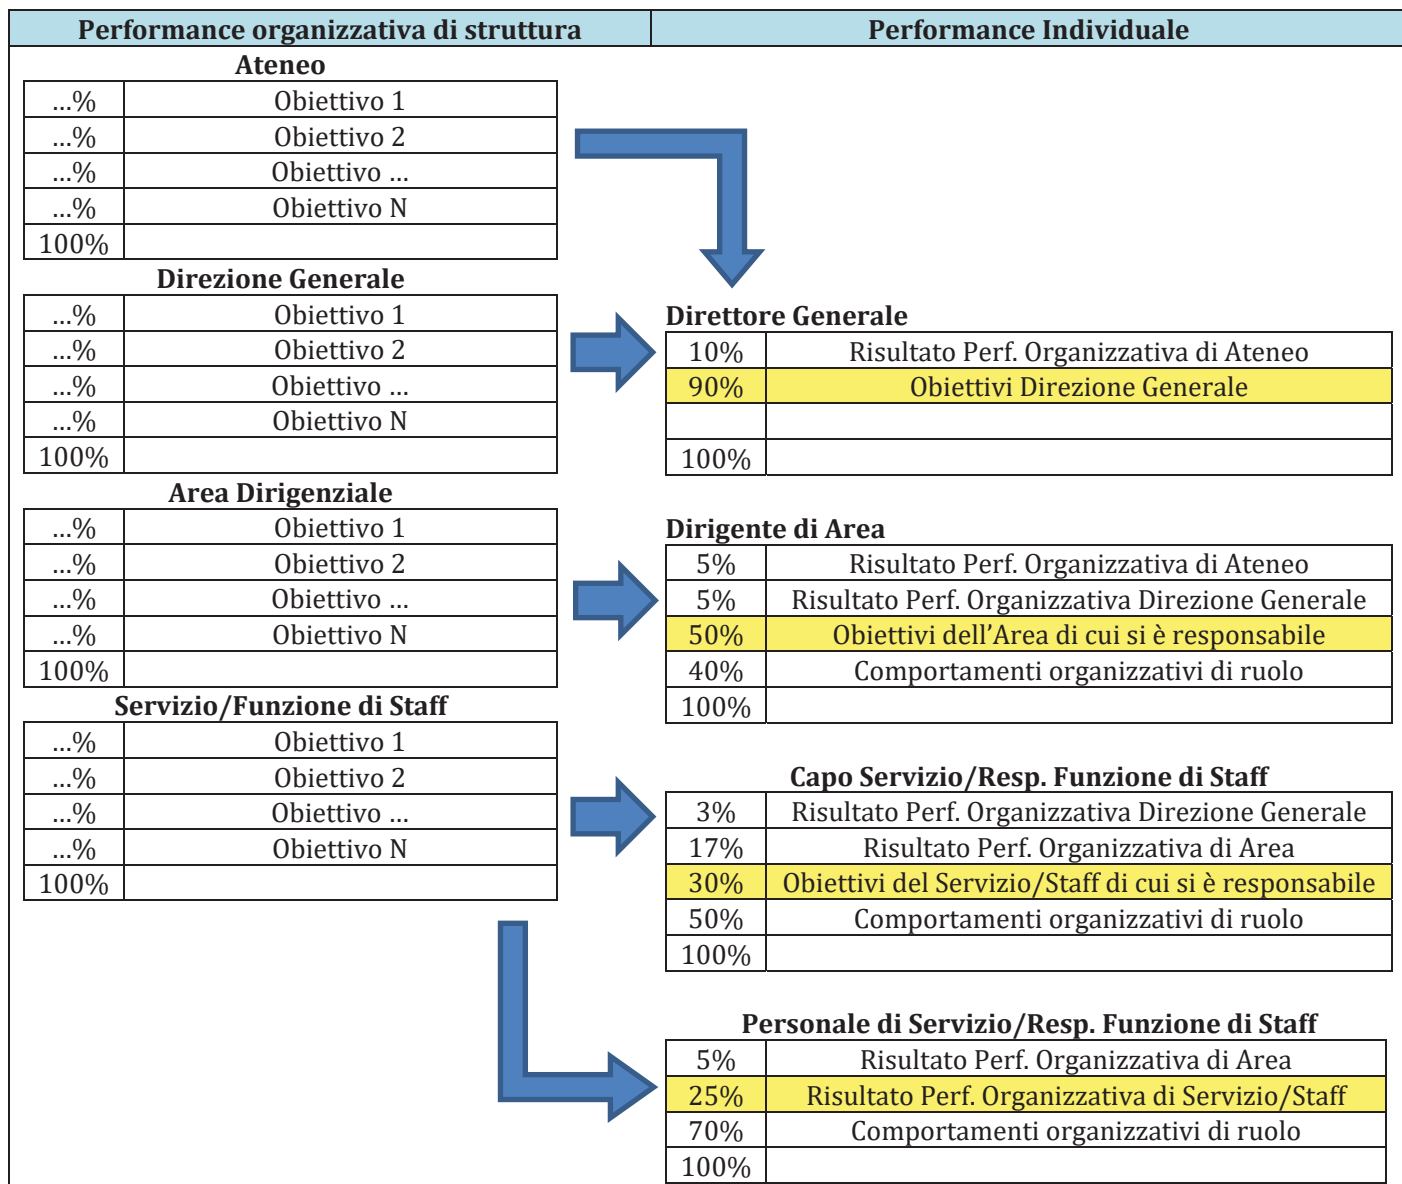 Performance organizzativa di struttura
Performance Individuale
Ateneo
…% Obiettivo 1
…% Obiettivo 2
…% Obiettivo …
…% Obiettivo N
100%
Direzione Generale
…% Obiettivo 1
…% Obiettivo 2
…% Obiettivo …
…% Obiettivo N
100%
Area Dirigenziale
…% Obiettivo 1
…% Obiettivo 2
…% Obiettivo …
…% Obiettivo N
100%
Servizio/Funzione di Staff
…% Obiettivo 1
…% Obiettivo 2
…% Obiettivo …
…% Obiettivo N
100%
Direttore Generale
10% Risultato Perf. Organizzativa di Ateneo
90% Obiettivi Direzione Generale
100%
Dirigente di Area
5% Risultato Perf. Organizzativa di Ateneo
5% Risultato Perf. Organizzativa Direzione Generale
50% Obiettivi dell’Area di cui si è responsabile
40% Comportamenti organizzativi di ruolo
100%
Capo Servizio/Resp. Funzione di Staff
3% Risultato Perf. Organizzativa Direzione Generale
17% Risultato Perf. Organizzativa di Area
30% Obiettivi del Servizio/Staff di cui si è responsabile
50% Comportamenti organizzativi di ruolo
100%
Personale di Servizio/Resp. Funzione di Staff
5% Risultato Perf. Organizzativa di Area
25% Risultato Perf. Organizzativa di Servizio/Staff
70% Comportamenti organizzativi di ruolo
100%